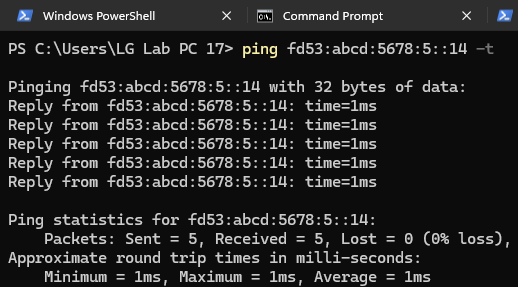 Windows PowerShell
Command Prompt
PS C:\Users\LG Lab PC 17> ping fd53:abcd:5678:5::14 -t
Pinging fd53:abcd:5678:5::14 with 32 bytes of data:
Reply from fd53:abcd:5678:5::14: time=1ms
Reply from fd53:abcd:5678:5::14: time=1ms
Reply from fd53:abcd:5678:5::14: time=1ms
Reply from fd53:abcd:5678:5::14: time=1ms
Reply from fd53:abcd:5678:5::14: time=1ms
Ping statistics for fd53:abcd:5678:5::14:
    Packets: Sent = 5, Received = 5, Lost = 0 (0% loss),
Approximate round trip times in milli-seconds:
    Minimum = 1ms, Maximum = 1ms, Average = 1ms